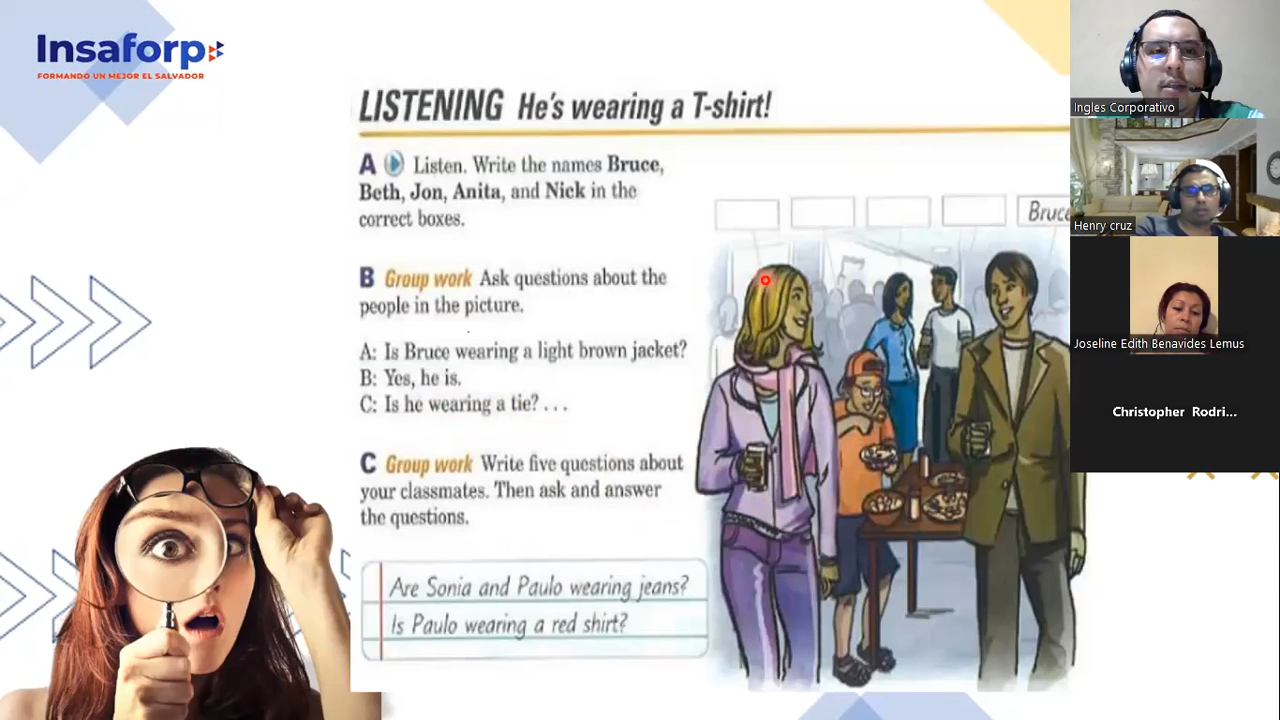 Insaforp
FORMANDO UN MEJOR EL SALVADOR
LISTENING He's wearing a T-shirt!
A Listen. Write the names Bruce,
Beth, Jon, Anita, and Nick in the
correct boxes.
Bruce
B Group work Ask questions about the
people in the picture.
A: Is Bruce wearing a light brown jacket?
B: Yes, he is.
C: Is he wearing a tie? . . .
C Group work Write five questions about
your classmates. Then ask and answer
the questions.
Are Sonia and Paulo wearing jeans?
Is Paulo wearing a red shirt?
Ingles Corporativo
Henry cruz
Joseline Edith Benavides Lemus
Christopher Rodri...